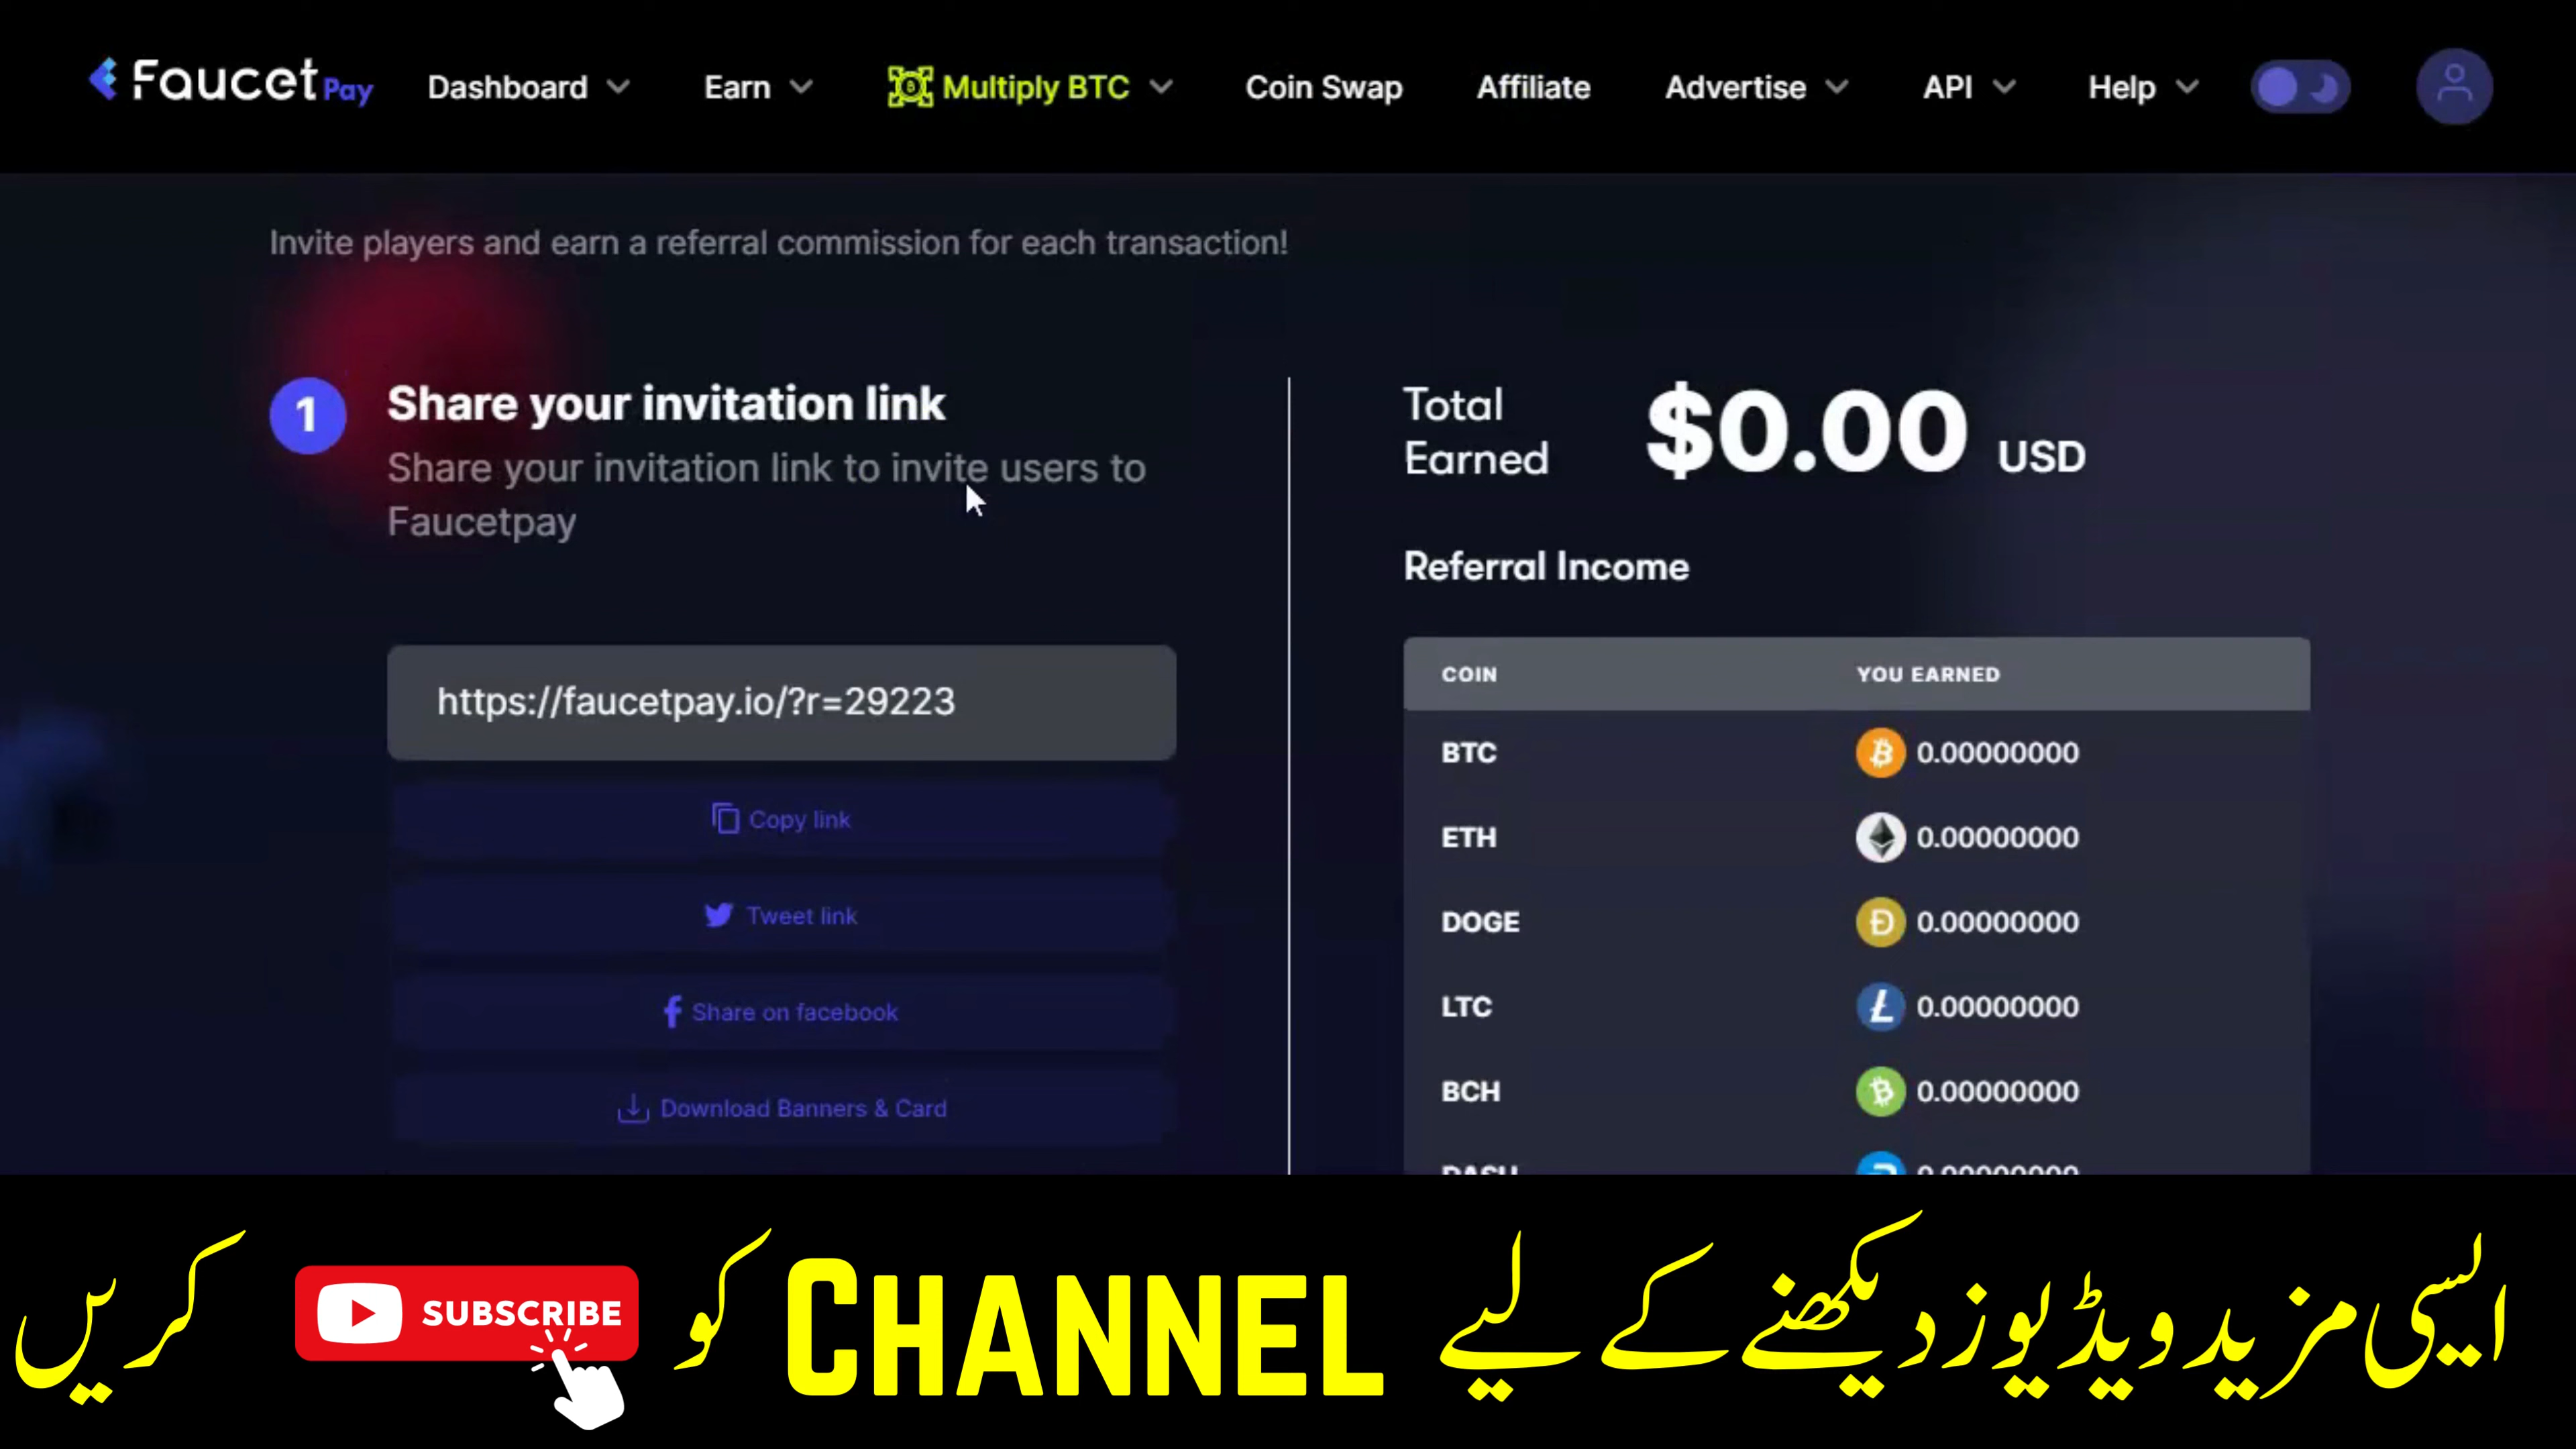 FaucetPay Dashboard Earn Multiply BTC Coin Swap Affiliate Advertise API Help
Invite players and earn a referral commission for each transaction!
1 Share your invitation link
Share your invitation link to invite users to
Faucetpay
https://faucetpay.io/?r=29223
Copy link
Tweet link
Share on facebook
Download Banners & Card
Total
Earned
$0.00 USD
Referral Income
COIN YOU EARNED
BTC 0.00000000
ETH 0.00000000
DOGE 0.00000000
LTC 0.00000000
BCH 0.00000000
DASH 0.00000000
ایسی مزید ویڈیوز دیکھنے کے لیے CHANNEL کو SUBSCRIBE کریں